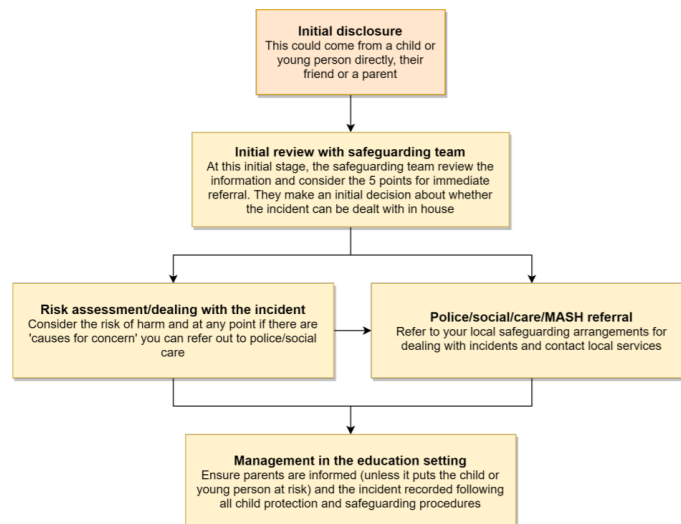 Initial disclosure
This could come from a child or
young person directly, their
friend or a parent
Initial review with safeguarding team
At this initial stage, the safeguarding team review the
information and consider the 5 points for immediate
referral. They make an initial decision about whether
the incident can be dealt with in house
Risk assessment/dealing with the incident
Consider the risk of harm and at any point if there are
'causes for concern' you can refer out to police/social
care
Police/social/care/MASH referral
Refer to your local safeguarding arrangements for
dealing with incidents and contact local services
Management in the education setting
Ensure parents are informed (unless it puts the child or
young person at risk) and the incident recorded following
all child protection and safeguarding procedures